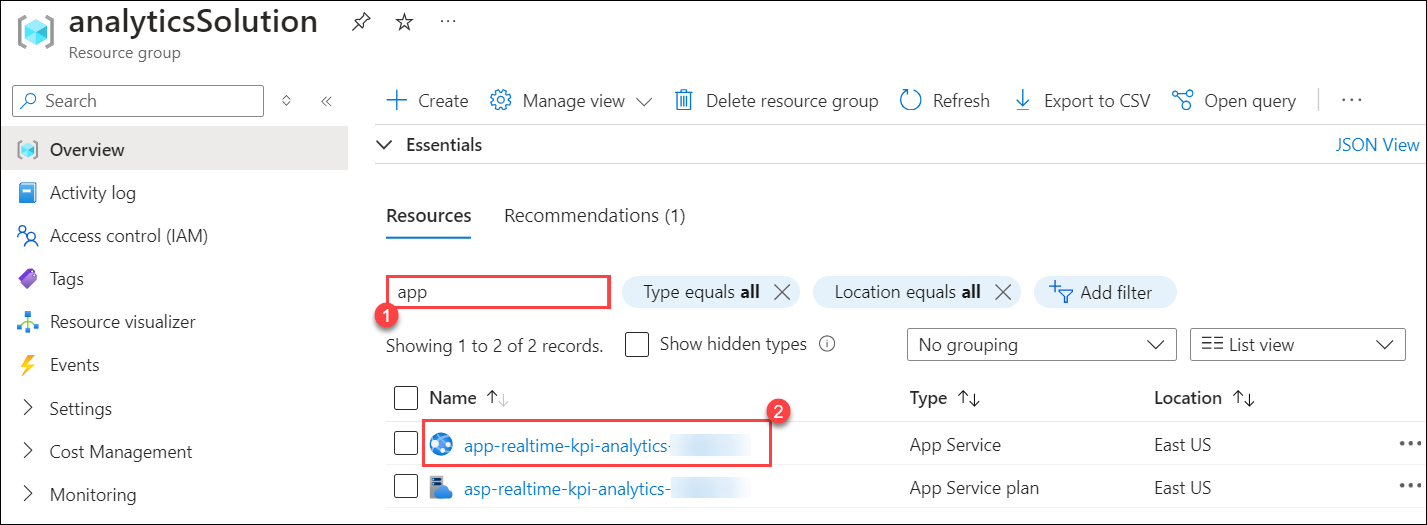 analyticsSolution
Resource group
Search
Create
Manage view
Delete resource group
Refresh
Export to CSV
Open query
Overview
Essentials
JSON View
Activity log
Access control (IAM)
Tags
Resource visualizer
Events
Settings
Cost Management
Monitoring
Resources
Recommendations (1)
app
Type equals all
Location equals all
Add filter
1
Showing 1 to 2 of 2 records.
Show hidden types
No grouping
List view
Name
Type
Location
2
app-realtime-kpi-analytics-
App Service
East US
asp-realtime-kpi-analytics-
App Service plan
East US